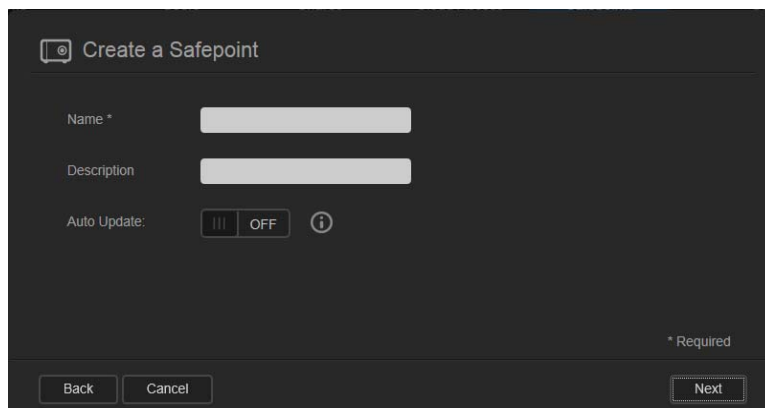 Create a Safepoint
Name *
Description
Auto Update:
OFF
* Required
Back
Cancel
Next